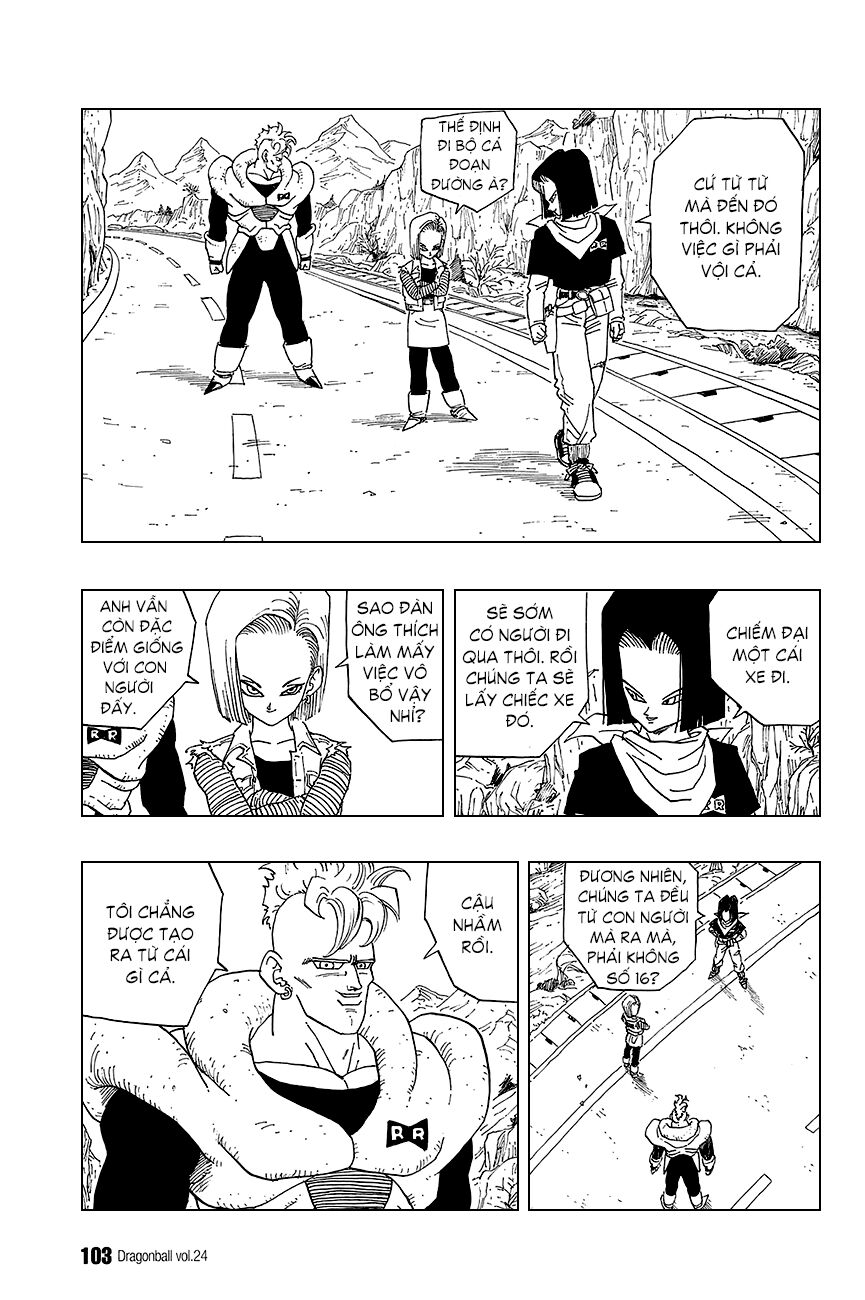 CỨ TỪ TỪ
MÀ ĐẾN ĐÓ
THÔI. KHÔNG
VIỆC GÌ PHẢI
VỘI CẢ.
THẾ ĐỊNH
ĐI BỘ CẢ
ĐOẠN
ĐƯỜNG À?
CHIẾM ĐẠI
MỘT CÁI
XE ĐI.
SẼ SỚM
CÓ NGƯỜI ĐI
QUA THÔI. RỒI
CHÚNG TA SẼ
LẤY CHIẾC XE
ĐÓ.
SAO ĐÀN
ÔNG THÍCH
LÀM MẤY
VIỆC VÔ
BỔ VẬY
NHỈ?
ANH VẪN
CÒN ĐẶC
ĐIỂM GIỐNG
VỚI CON
NGƯỜI
ĐẤY.
RR
RR
ĐƯƠNG NHIÊN,
CHÚNG TA ĐỀU
TỪ CON NGƯỜI
MÀ RA MÀ,
PHẢI KHÔNG
SỐ 16?
CẬU
NHẦM
RỒI.
TÔI CHẲNG
ĐƯỢC TẠO
RA TỪ CÁI
GÌ CẢ.
RR
103 Dragonball vol.24